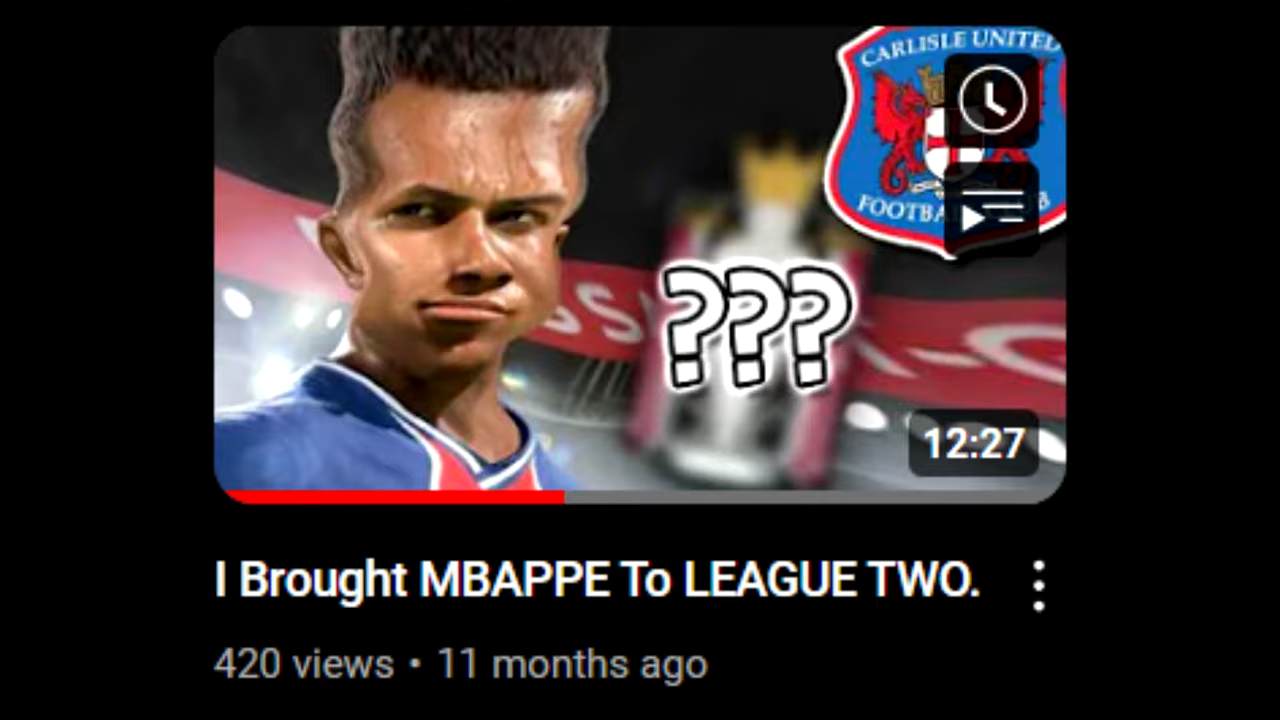 CARLISLE UNITED
???
12:27
I Brought MBAPPE To LEAGUE TWO.
420 views • 11 months ago